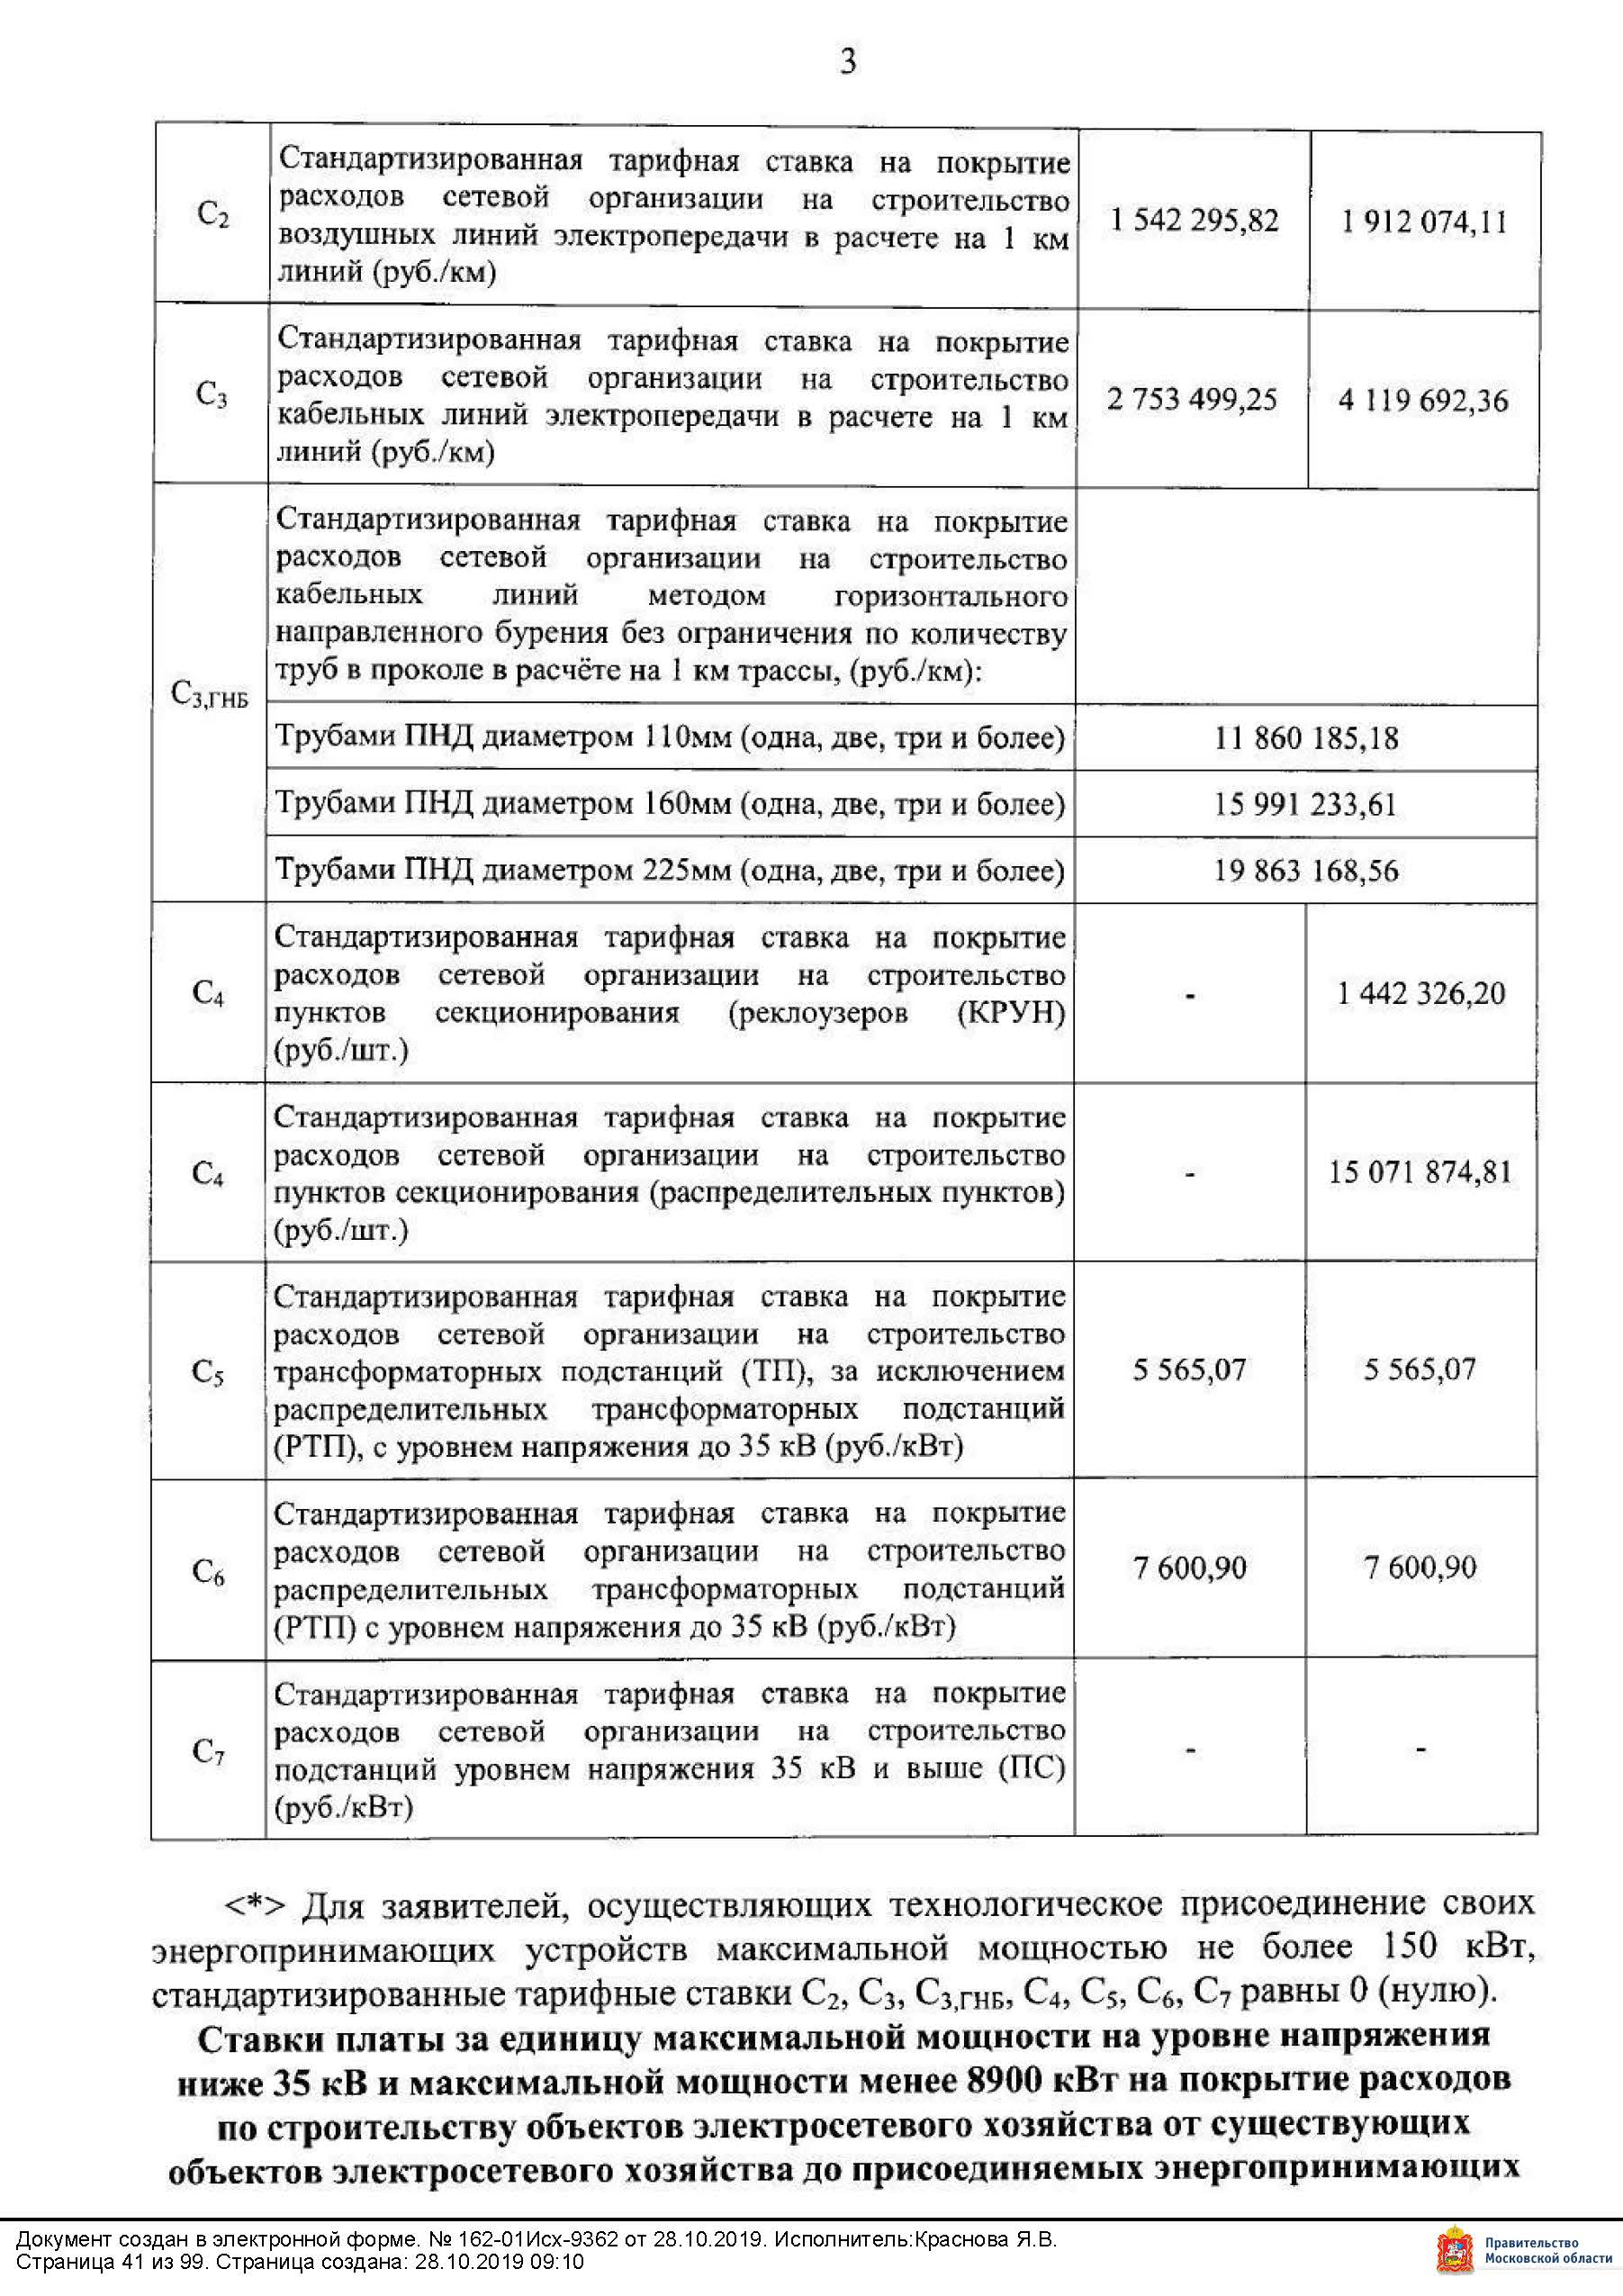 3
С2
Стандартизированная тарифная ставка на покрытие
расходов сетевой организации на строительство
воздушных линий электропередачи в расчете на 1 км
линий (руб./км)
1 542 295,82
1 912 074,11
С3
Стандартизированная тарифная ставка на покрытие
расходов сетевой организации на строительство
кабельных линий электропередачи в расчете на 1 км
линий (руб./км)
2 753 499,25
4 119 692,36
С3,ГНБ
Стандартизированная тарифная ставка на покрытие
расходов сетевой организации на строительство
кабельных линий методом горизонтального
направленного бурения без ограничения по количеству
труб в проколе в расчёте на 1 км трассы, (руб./км):
Трубами ПНД диаметром 110мм (одна, две, три и более)
11 860 185,18
Трубами ПНД диаметром 160мм (одна, две, три и более)
15 991 233,61
Трубами ПНД диаметром 225мм (одна, две, три и более)
19 863 168,56
С4
Стандартизированная тарифная ставка на покрытие
расходов сетевой организации на строительство
пунктов секционирования (реклоузеров (КРУН)
(руб./шт.)
-
1 442 326,20
С4
Стандартизированная тарифная ставка на покрытие
расходов сетевой организации на строительство
пунктов секционирования (распределительных пунктов)
(руб./шт.)
-
15 071 874,81
С5
Стандартизированная тарифная ставка на покрытие
расходов сетевой организации на строительство
трансформаторных подстанций (ТП), за исключением
распределительных трансформаторных подстанций
(РТП), с уровнем напряжения до 35 кВ (руб./кВт)
5 565,07
5 565,07
С6
Стандартизированная тарифная ставка на покрытие
расходов сетевой организации на строительство
распределительных трансформаторных подстанций
(РТП) с уровнем напряжения до 35 кВ (руб./кВт)
7 600,90
7 600,90
С7
Стандартизированная тарифная ставка на покрытие
расходов сетевой организации на строительство
подстанций уровнем напряжения 35 кВ и выше (ПС)
(руб./кВт)
-
-
<*> Для заявителей, осуществляющих технологическое присоединение своих
энергопринимающих устройств максимальной мощностью не более 150 кВт,
стандартизированные тарифные ставки С2, С3, С3,ГНБ, С4, С5, С6, С7 равны 0 (нулю).
Ставки платы за единицу максимальной мощности на уровне напряжения
ниже 35 кВ и максимальной мощности менее 8900 кВт на покрытие расходов
по строительству объектов электросетевого хозяйства от существующих
объектов электросетевого хозяйства до присоединяемых энергопринимающих
Документ создан в электронной форме. № 162-01Исх-9362 от 28.10.2019. Исполнитель:Краснова Я.В.
Страница 41 из 99. Страница создана: 28.10.2019 09:10
Правительство
Московской области